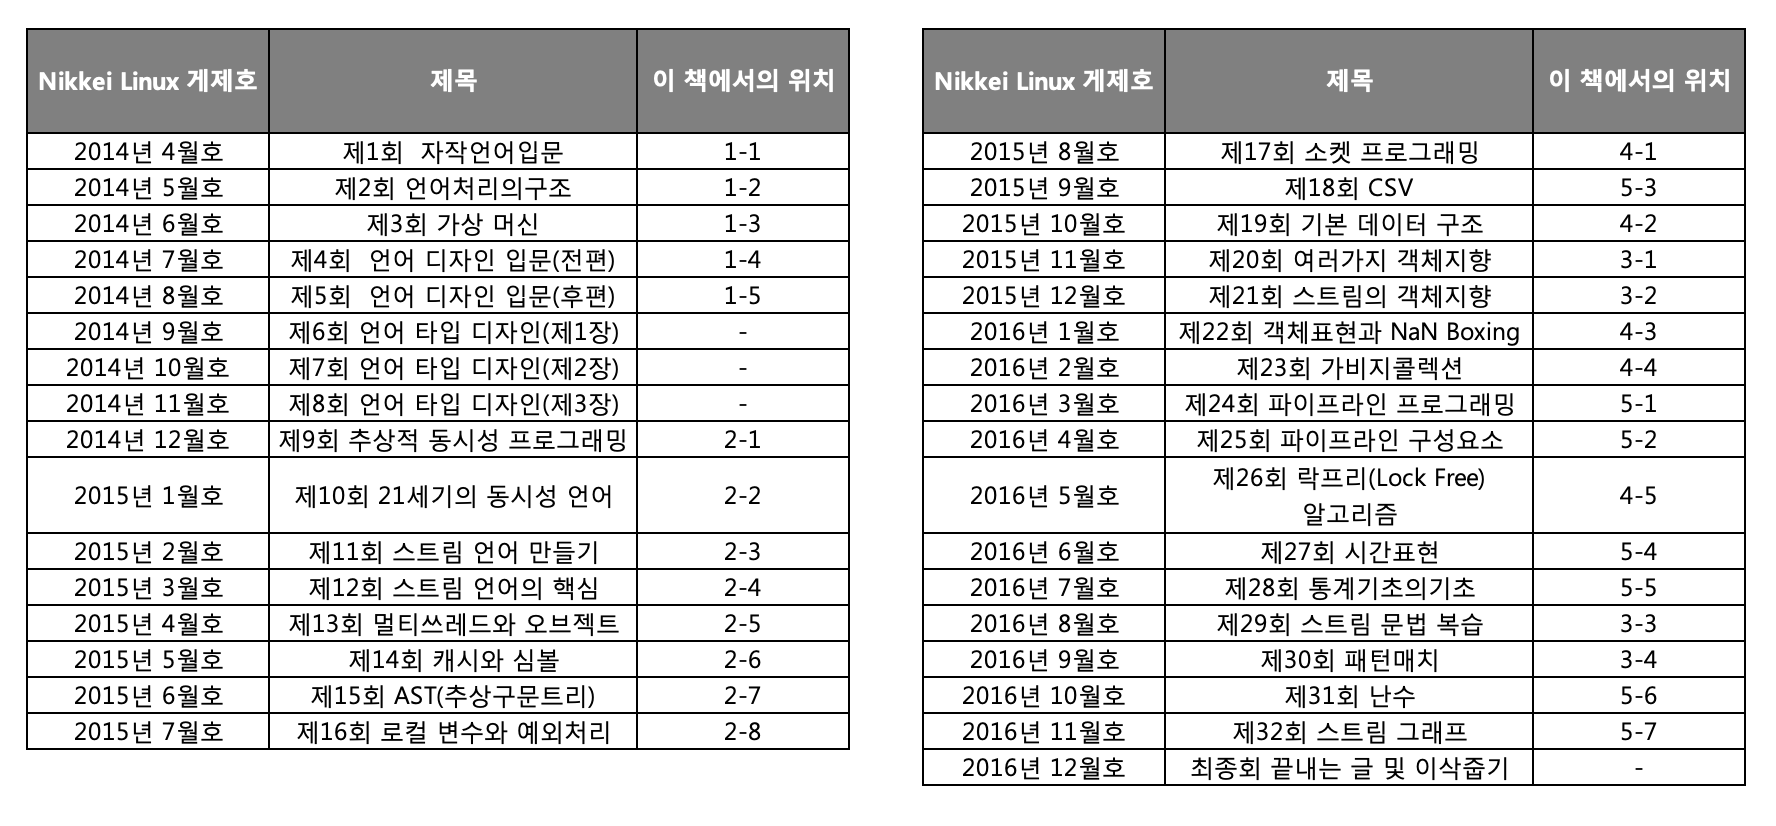 Nikkei Linux 게제호 제목 이 책에서의 위치
2014년 4월호 제1회 자작언어입문 1-1
2014년 5월호 제2회 언어처리의구조 1-2
2014년 6월호 제3회 가상 머신 1-3
2014년 7월호 제4회 언어 디자인 입문(전편) 1-4
2014년 8월호 제5회 언어 디자인 입문(후편) 1-5
2014년 9월호 제6회 언어 타입 디자인(제1장) -
2014년 10월호 제7회 언어 타입 디자인(제2장) -
2014년 11월호 제8회 언어 타입 디자인(제3장) -
2014년 12월호 제9회 추상적 동시성 프로그래밍 2-1
2015년 1월호 제10회 21세기의 동시성 언어 2-2
2015년 2월호 제11회 스트림 언어 만들기 2-3
2015년 3월호 제12회 스트림 언어의 핵심 2-4
2015년 4월호 제13회 멀티쓰레드와 오브젝트 2-5
2015년 5월호 제14회 캐시와 심볼 2-6
2015년 6월호 제15회 AST(추상구문트리) 2-7
2015년 7월호 제16회 로컬 변수와 예외처리 2-8
Nikkei Linux 게제호 제목 이 책에서의 위치
2015년 8월호 제17회 소켓 프로그래밍 4-1
2015년 9월호 제18회 CSV 5-3
2015년 10월호 제19회 기본 데이터 구조 4-2
2015년 11월호 제20회 여러가지 객체지향 3-1
2015년 12월호 제21회 스트림의 객체지향 3-2
2016년 1월호 제22회 객체표현과 NaN Boxing 4-3
2016년 2월호 제23회 가비지콜렉션 4-4
2016년 3월호 제24회 파이프라인 프로그래밍 5-1
2016년 4월호 제25회 파이프라인 구성요소 5-2
2016년 5월호 제26회 락프리(Lock Free) 4-5
알고리즘
2016년 6월호 제27회 시간표현 5-4
2016년 7월호 제28회 통계기초의기초 5-5
2016년 8월호 제29회 스트림 문법 복습 3-3
2016년 9월호 제30회 패턴매치 3-4
2016년 10월호 제31회 난수 5-6
2016년 11월호 제32회 스트림 그래프 5-7
2016년 12월호 최종회 끝내는 글 및 이삭줍기 -